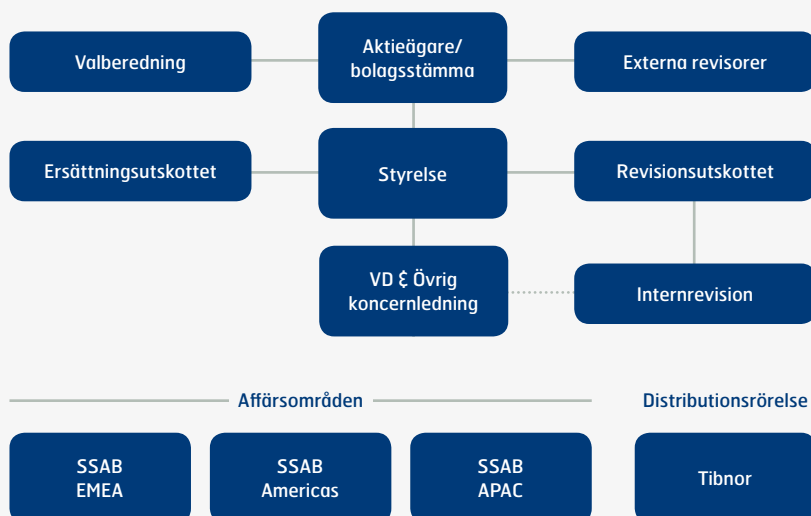 Valberedning
Aktieägare/
bolagsstämma
Externa revisorer
Ersättningsutskottet
Styrelse
Revisionsutskottet
VD & Övrig
koncernledning
Internrevision
Affärsområden
Distributionsrörelse
SSAB
EMEA
SSAB
Americas
SSAB
APAC
Tibnor